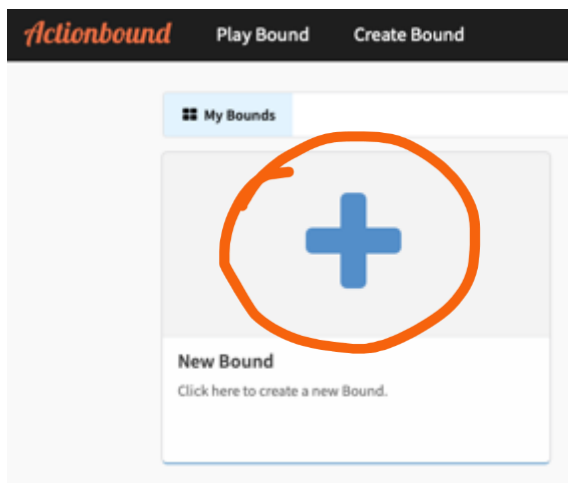 Actionbound Play Bound Create Bound
My Bounds
New Bound
Click here to create a new Bound.